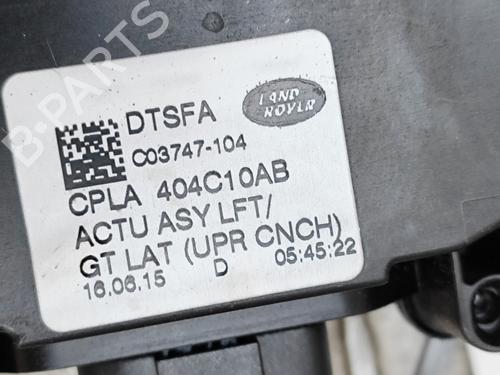 B-PARTS
DTSFA
LAND
ROVER
C03747-104
CPLA 404C10AB
ACTU ASY LFT/
GT LAT (UPR CNCH)
16.06.15 D 05:45:22